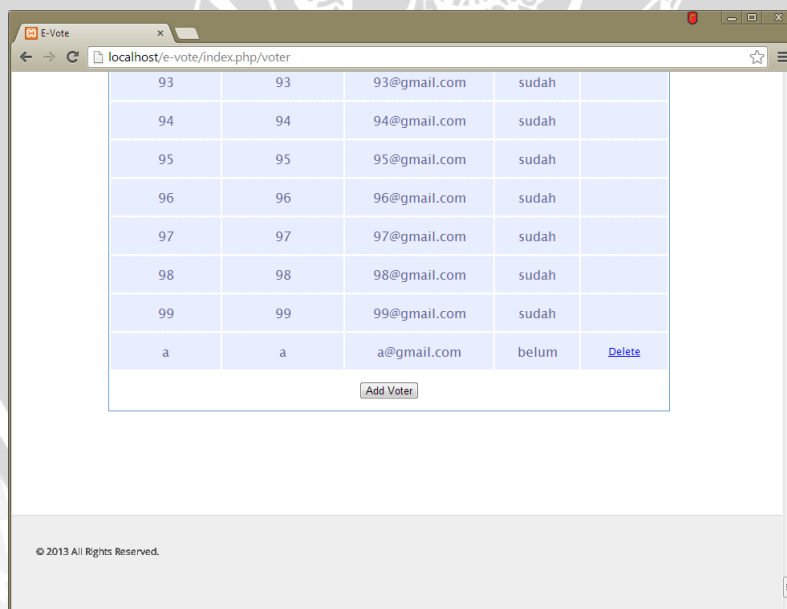 E-Vote
localhost/e-vote/index.php/voter
93 93 93@gmail.com sudah
94 94 94@gmail.com sudah
95 95 95@gmail.com sudah
96 96 96@gmail.com sudah
97 97 97@gmail.com sudah
98 98 98@gmail.com sudah
99 99 99@gmail.com sudah
a a a@gmail.com belum Delete
Add Voter
© 2013 All Rights Reserved.